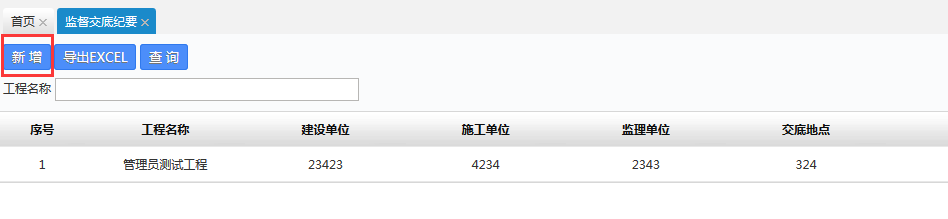 首页 监督交底纪要
新 增 导出EXCEL 查 询
工程名称
序号 工程名称 建设单位 施工单位 监理单位 交底地点
1 管理员测试工程 23423 4234 2343 324